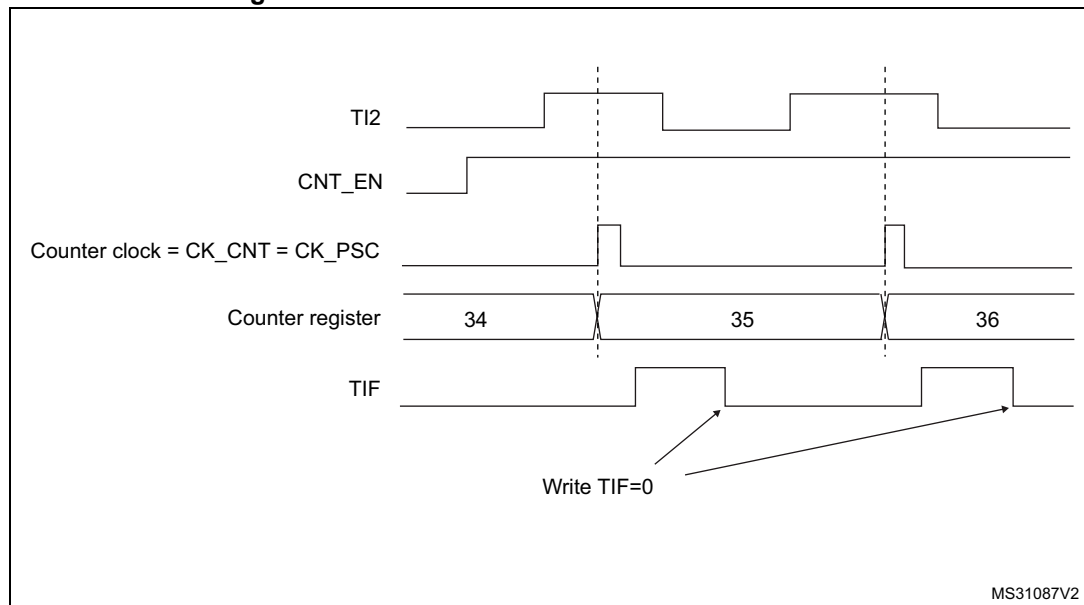 TI2
CNT_EN
Counter clock = CK_CNT = CK_PSC
Counter register 34 35 36
TIF
Write TIF=0
MS31087V2